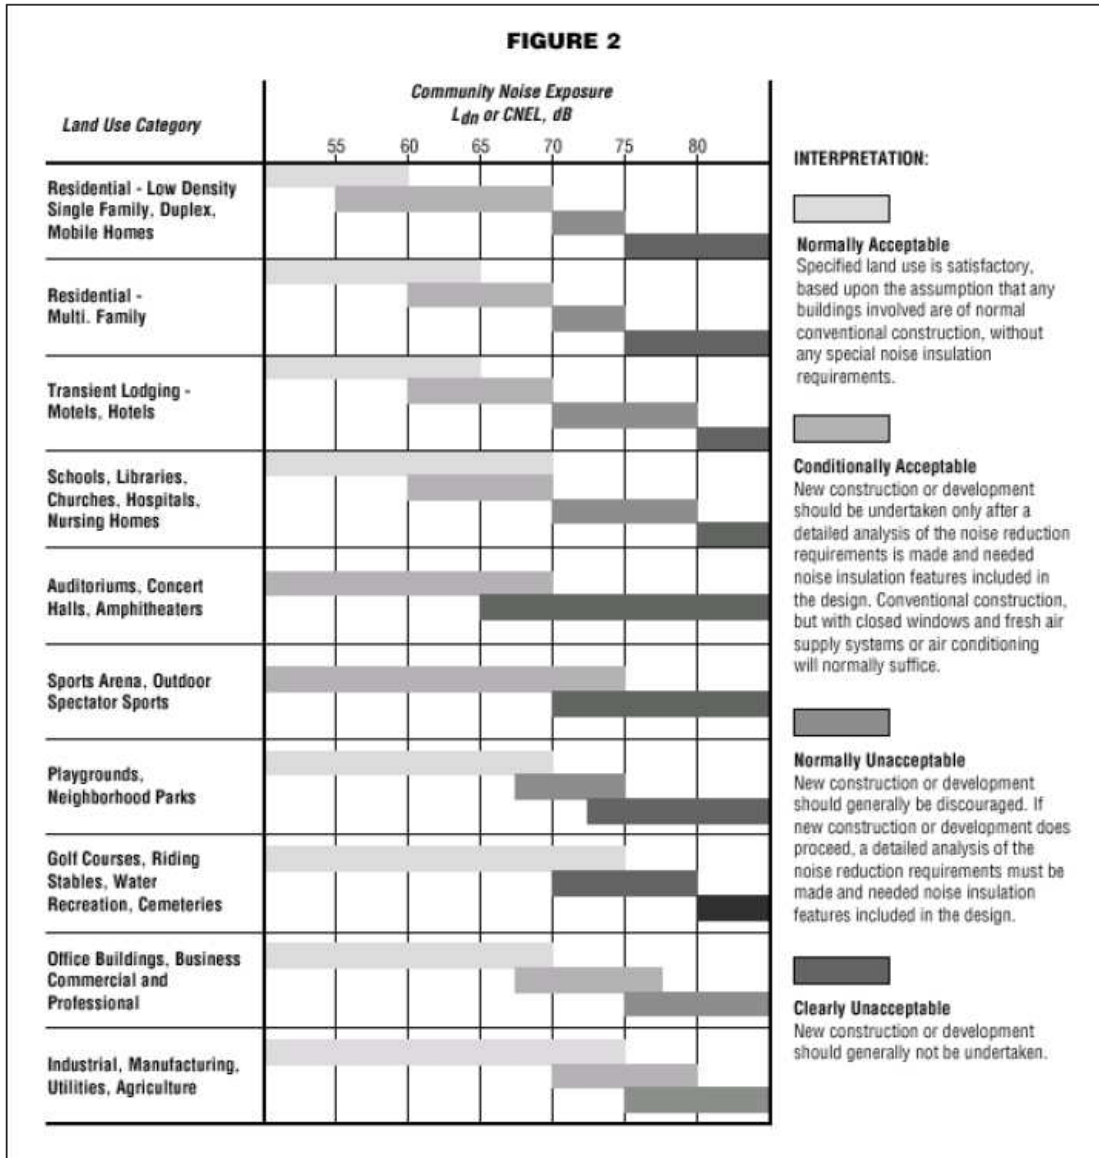 FIGURE 2
Community Noise Exposure
Ldn or CNEL, dB
Land Use Category
55 60 65 70 75 80
Residential - Low Density
Single Family, Duplex,
Mobile Homes
Residential -
Multi. Family
Transient Lodging -
Motels, Hotels
Schools, Libraries,
Churches, Hospitals,
Nursing Homes
Auditoriums, Concert
Halls, Amphitheaters
Sports Arena, Outdoor
Spectator Sports
Playgrounds,
Neighborhood Parks
Golf Courses, Riding
Stables, Water
Recreation, Cemeteries
Office Buildings, Business
Commercial and
Professional
Industrial, Manufacturing,
Utilities, Agriculture
INTERPRETATION:
Normally Acceptable
Specified land use is satisfactory,
based upon the assumption that any
buildings involved are of normal
conventional construction, without
any special noise insulation
requirements.
Conditionally Acceptable
New construction or development
should be undertaken only after a
detailed analysis of the noise reduction
requirements is made and needed
noise insulation features included in
the design. Conventional construction,
but with closed windows and fresh air
supply systems or air conditioning
will normally suffice.
Normally Unacceptable
New construction or development
should generally be discouraged. If
new construction or development does
proceed, a detailed analysis of the
noise reduction requirements must be
made and needed noise insulation
features included in the design.
Clearly Unacceptable
New construction or development
should generally not be undertaken.